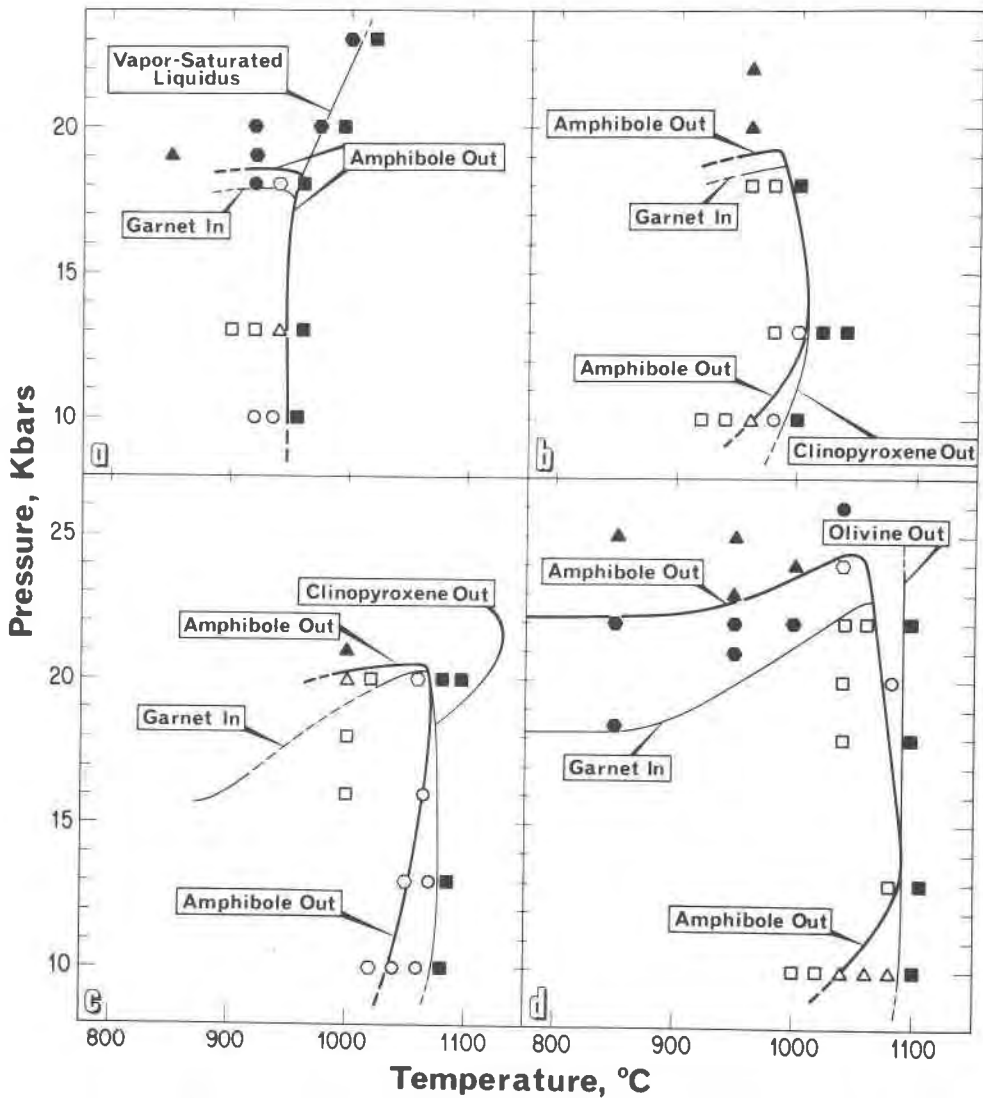 Vapor-Saturated
Liquidus
Amphibole Out
Garnet In
20
15
10
a
Amphibole Out
Garnet In
Amphibole Out
Clinopyroxene Out
b
Pressure, Kbars
25
20
15
10
Clinopyroxene Out
Amphibole Out
Garnet In
Amphibole Out
c
Olivine Out
Amphibole Out
Garnet In
Amphibole Out
d
800
900
1000
1100
800
900
1000
1100
Temperature, ºC